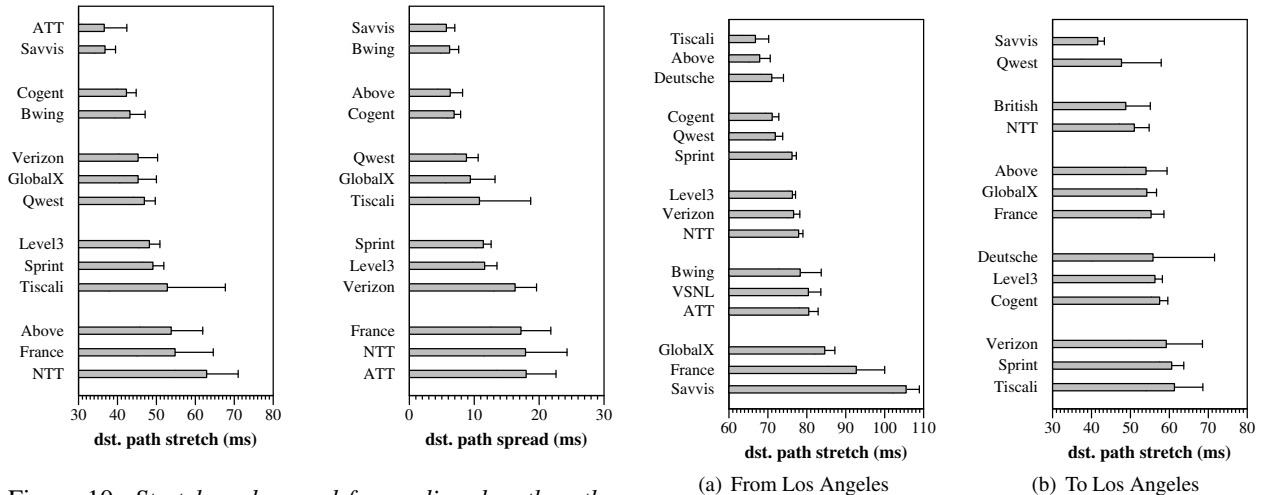 ATT
Savvis
Cogent
Bwing
Verizon
GlobalX
Qwest
Level3
Sprint
Tiscali
Above
France
NTT
30 40 50 60 70 80
dst. path stretch (ms)
Savvis
Bwing
Above
Cogent
Qwest
GlobalX
Tiscali
Sprint
Level3
Verizon
France
NTT
ATT
0 10 20 30
dst. path spread (ms)
Tiscali
Above
Deutsche
Cogent
Qwest
Sprint
Level3
Verizon
NTT
Bwing
VSNL
ATT
GlobalX
France
Savvis
60 70 80 90 100 110
dst. path stretch (ms)
(a) From Los Angeles
Savvis
Qwest
British
NTT
Above
GlobalX
France
Deutsche
Level3
Cogent
Verizon
Sprint
Tiscali
30 40 50 60 70 80
dst. path stretch (ms)
(b) To Los Angeles